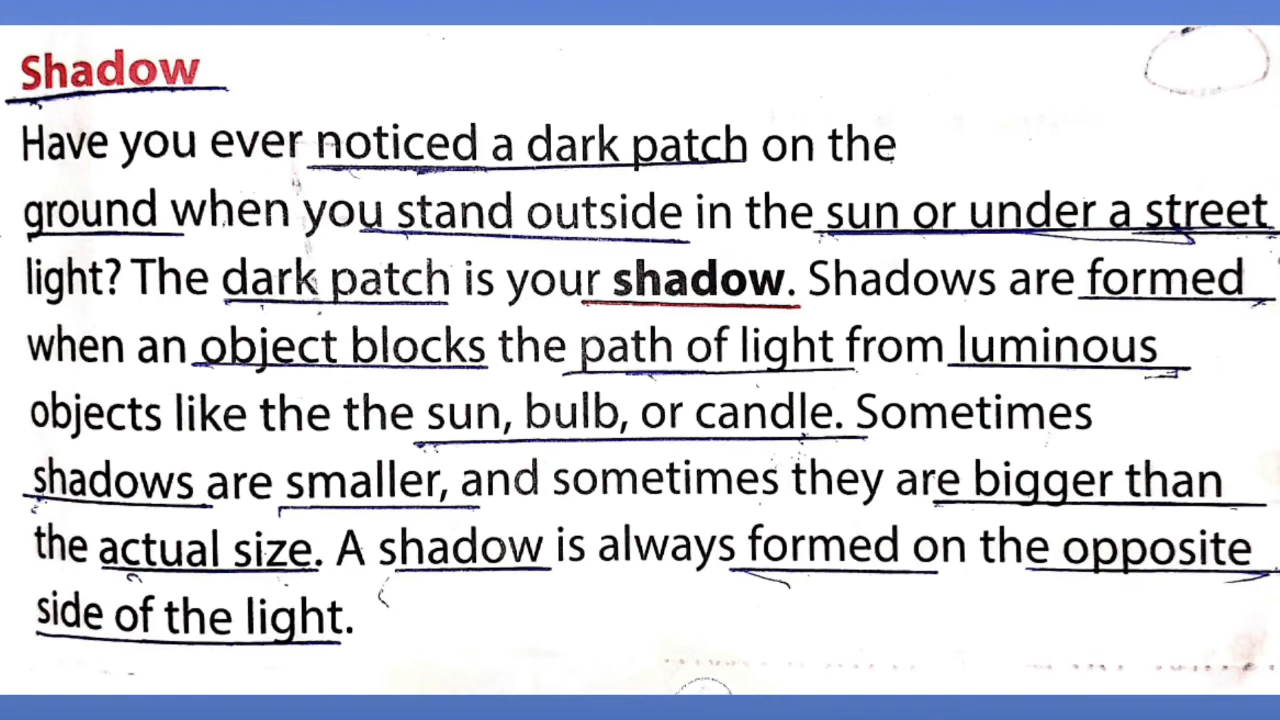 Shadow
Have you ever noticed a dark patch on the
ground when you stand outside in the sun or under a street
light? The dark patch is your shadow. Shadows are formed
when an object blocks the path of light from luminous
objects like the the sun, bulb, or candle. Sometimes
shadows are smaller, and sometimes they are bigger than
the actual size. A shadow is always formed on the opposite
side of the light.